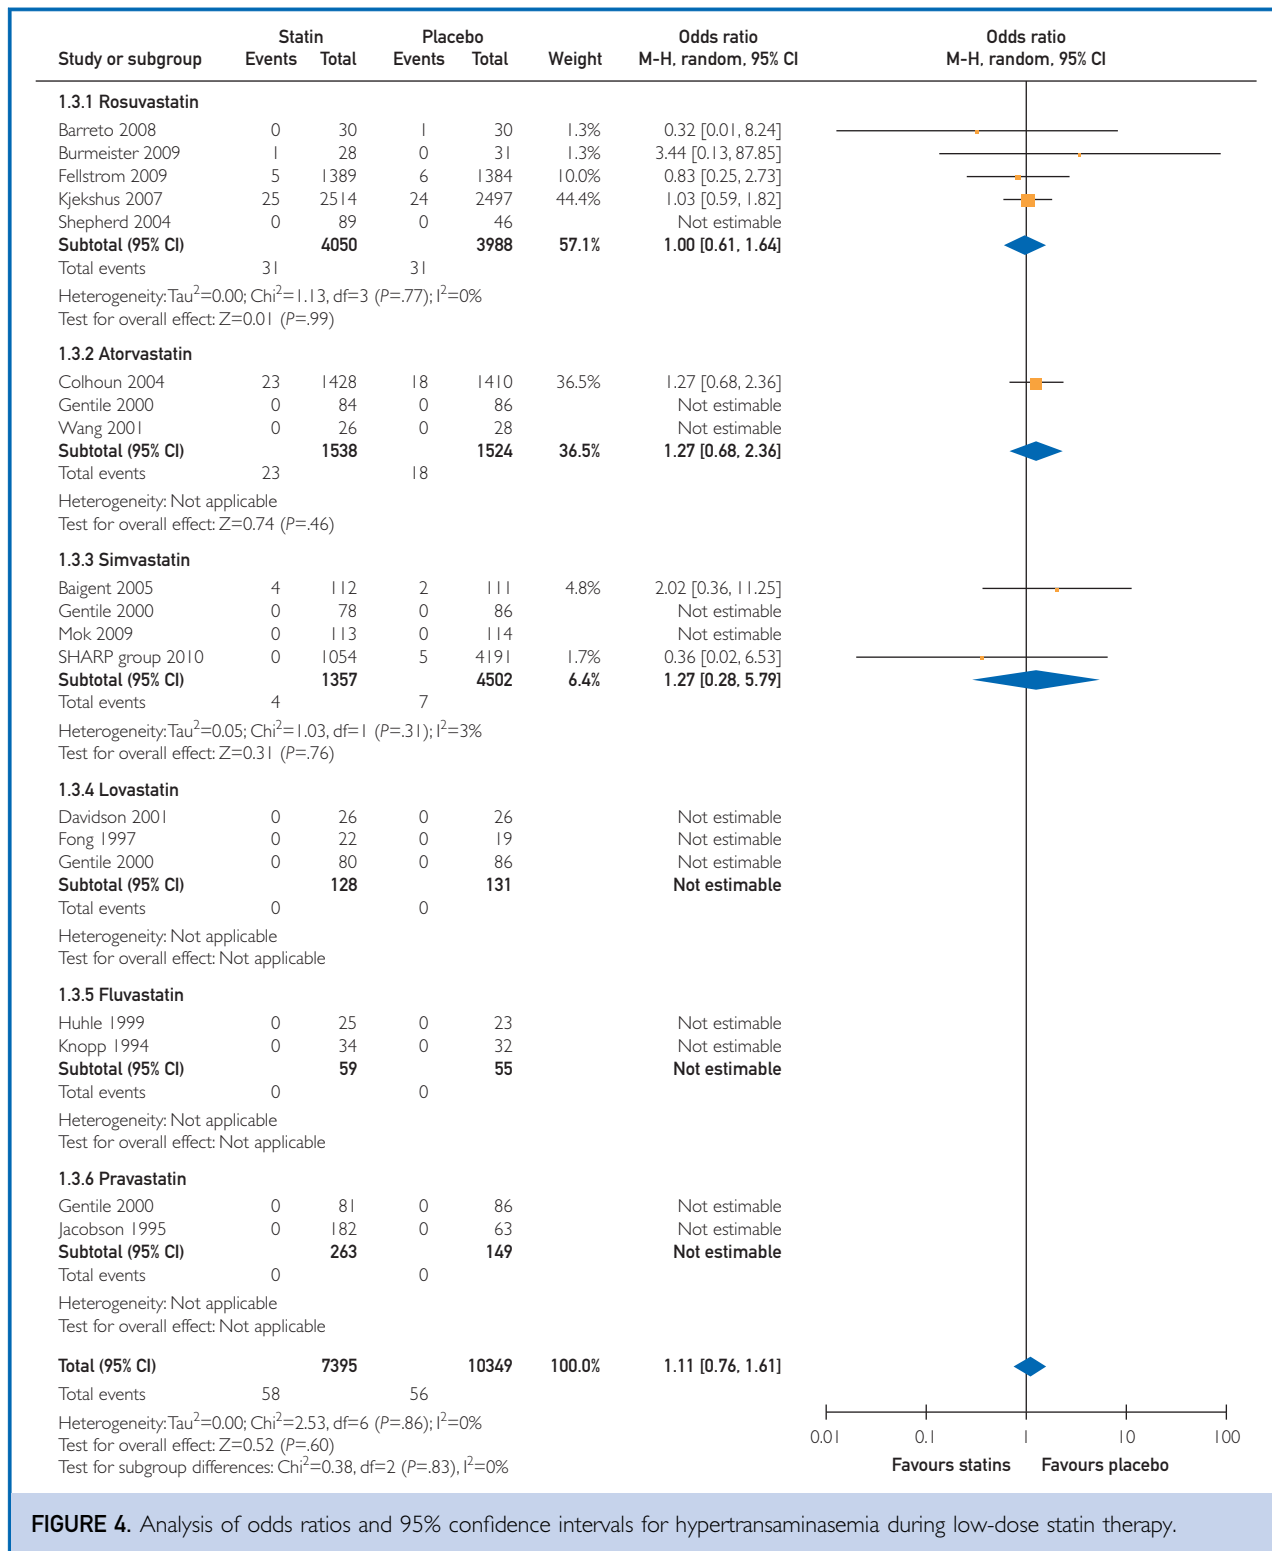 Statin Placebo Odds ratio Odds ratio
Study or subgroup Events Total Events Total Weight M-H, random, 95% CI M-H, random, 95% CI
1.3.1 Rosuvastatin
Barreto 2008 0 30 1 30 1.3% 0.32 [0.01, 8.24]
Burmeister 2009 1 28 0 31 1.3% 3.44 [0.13, 87.85]
Fellstrom 2009 5 1389 6 1384 10.0% 0.83 [0.25, 2.73]
Kjekshus 2007 25 2514 24 2497 44.4% 1.03 [0.59, 1.82]
Shepherd 2004 0 89 0 46 Not estimable
Subtotal (95% CI) 4050 3988 57.1% 1.00 [0.61, 1.64]
Total events 31 31
Heterogeneity: Tau²=0.00; Chi²=1.13, df=3 (P=.77); I²=0%
Test for overall effect: Z=0.01 (P=.99)
1.3.2 Atorvastatin
Colhoun 2004 23 1428 18 1410 36.5% 1.27 [0.68, 2.36]
Gentile 2000 0 84 0 86 Not estimable
Wang 2001 0 26 0 28 Not estimable
Subtotal (95% CI) 1538 1524 36.5% 1.27 [0.68, 2.36]
Total events 23 18
Heterogeneity: Not applicable
Test for overall effect: Z=0.74 (P=.46)
1.3.3 Simvastatin
Baigent 2005 4 112 2 111 4.8% 2.02 [0.36, 11.25]
Gentile 2000 0 78 0 86 Not estimable
Mok 2009 0 113 0 114 Not estimable
SHARP group 2010 0 1054 5 4191 1.7% 0.36 [0.02, 6.53]
Subtotal (95% CI) 1357 4502 6.4% 1.27 [0.28, 5.79]
Total events 4 7
Heterogeneity: Tau²=0.05; Chi²=1.03, df=1 (P=.31); I²=3%
Test for overall effect: Z=0.31 (P=.76)
1.3.4 Lovastatin
Davidson 2001 0 26 0 26 Not estimable
Fong 1997 0 22 0 19 Not estimable
Gentile 2000 0 80 0 86 Not estimable
Subtotal (95% CI) 128 131 Not estimable
Total events 0 0
Heterogeneity: Not applicable
Test for overall effect: Not applicable
1.3.5 Fluvastatin
Huhle 1999 0 25 0 23 Not estimable
Knopp 1994 0 34 0 32 Not estimable
Subtotal (95% CI) 59 55 Not estimable
Total events 0 0
Heterogeneity: Not applicable
Test for overall effect: Not applicable
1.3.6 Pravastatin
Gentile 2000 0 81 0 86 Not estimable
Jacobson 1995 0 182 0 63 Not estimable
Subtotal (95% CI) 263 149 Not estimable
Total events 0 0
Heterogeneity: Not applicable
Test for overall effect: Not applicable
Total (95% CI) 7395 10349 100.0% 1.11 [0.76, 1.61]
Total events 58 56
Heterogeneity: Tau²=0.00; Chi²=2.53, df=6 (P=.86); I²=0%
Test for overall effect: Z=0.52 (P=.60)
Test for subgroup differences: Chi²=0.38, df=2 (P=.83), I²=0%
0.01 0.1 1 10 100
Favours statins Favours placebo
FIGURE 4. Analysis of odds ratios and 95% confidence intervals for hypertransaminasemia during low-dose statin therapy.